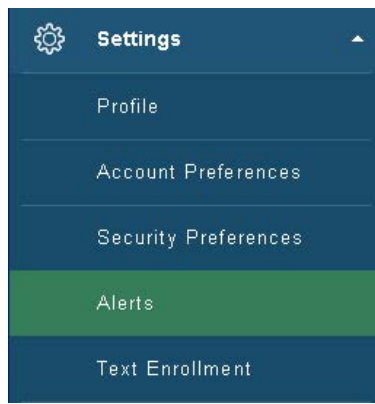 Settings
Profile
Account Preferences
Security Preferences
Alerts
Text Enrollment